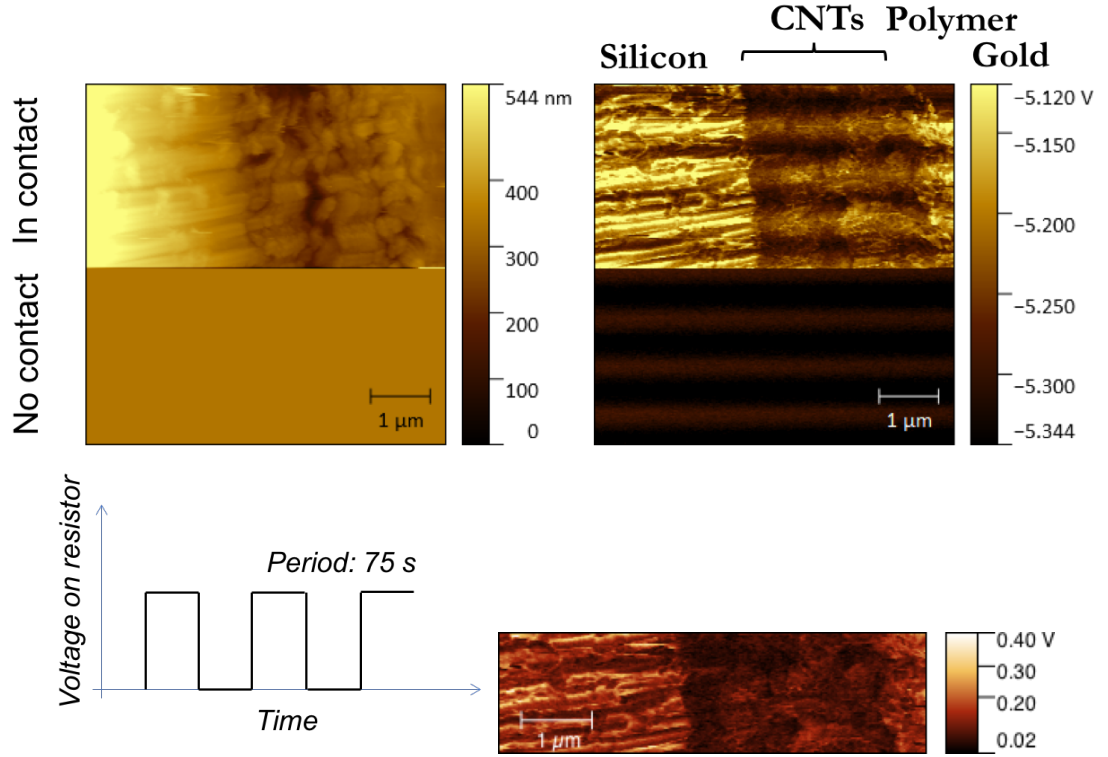 CNTs Polymer
Silicon
Gold
In contact
No contact
544 nm
400
300
200
100
0
1 µm
−5.120 V
−5.150
−5.200
−5.250
−5.300
−5.344
1 µm
Voltage on resistor
Period: 75 s
Time
1 µm
0.40 V
0.30
0.20
0.02